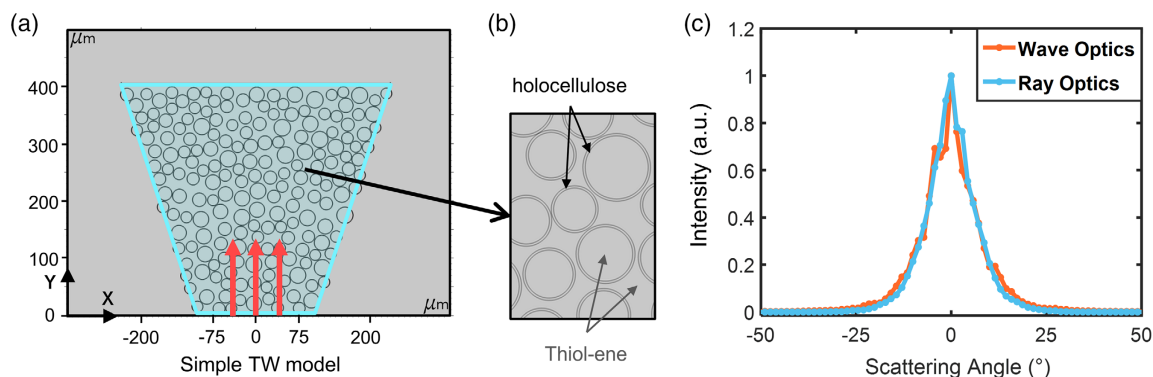 (a)
μm
400
300
200
100
0
Y
X
μm
-200
-75
0
75
200
Simple TW model
(b)
holocellulose
Thiol-ene
(c)
1.2
1
0.8
0.6
0.4
0.2
0
Intensity (a.u.)
Wave Optics
Ray Optics
-50
-25
0
25
50
Scattering Angle (°)